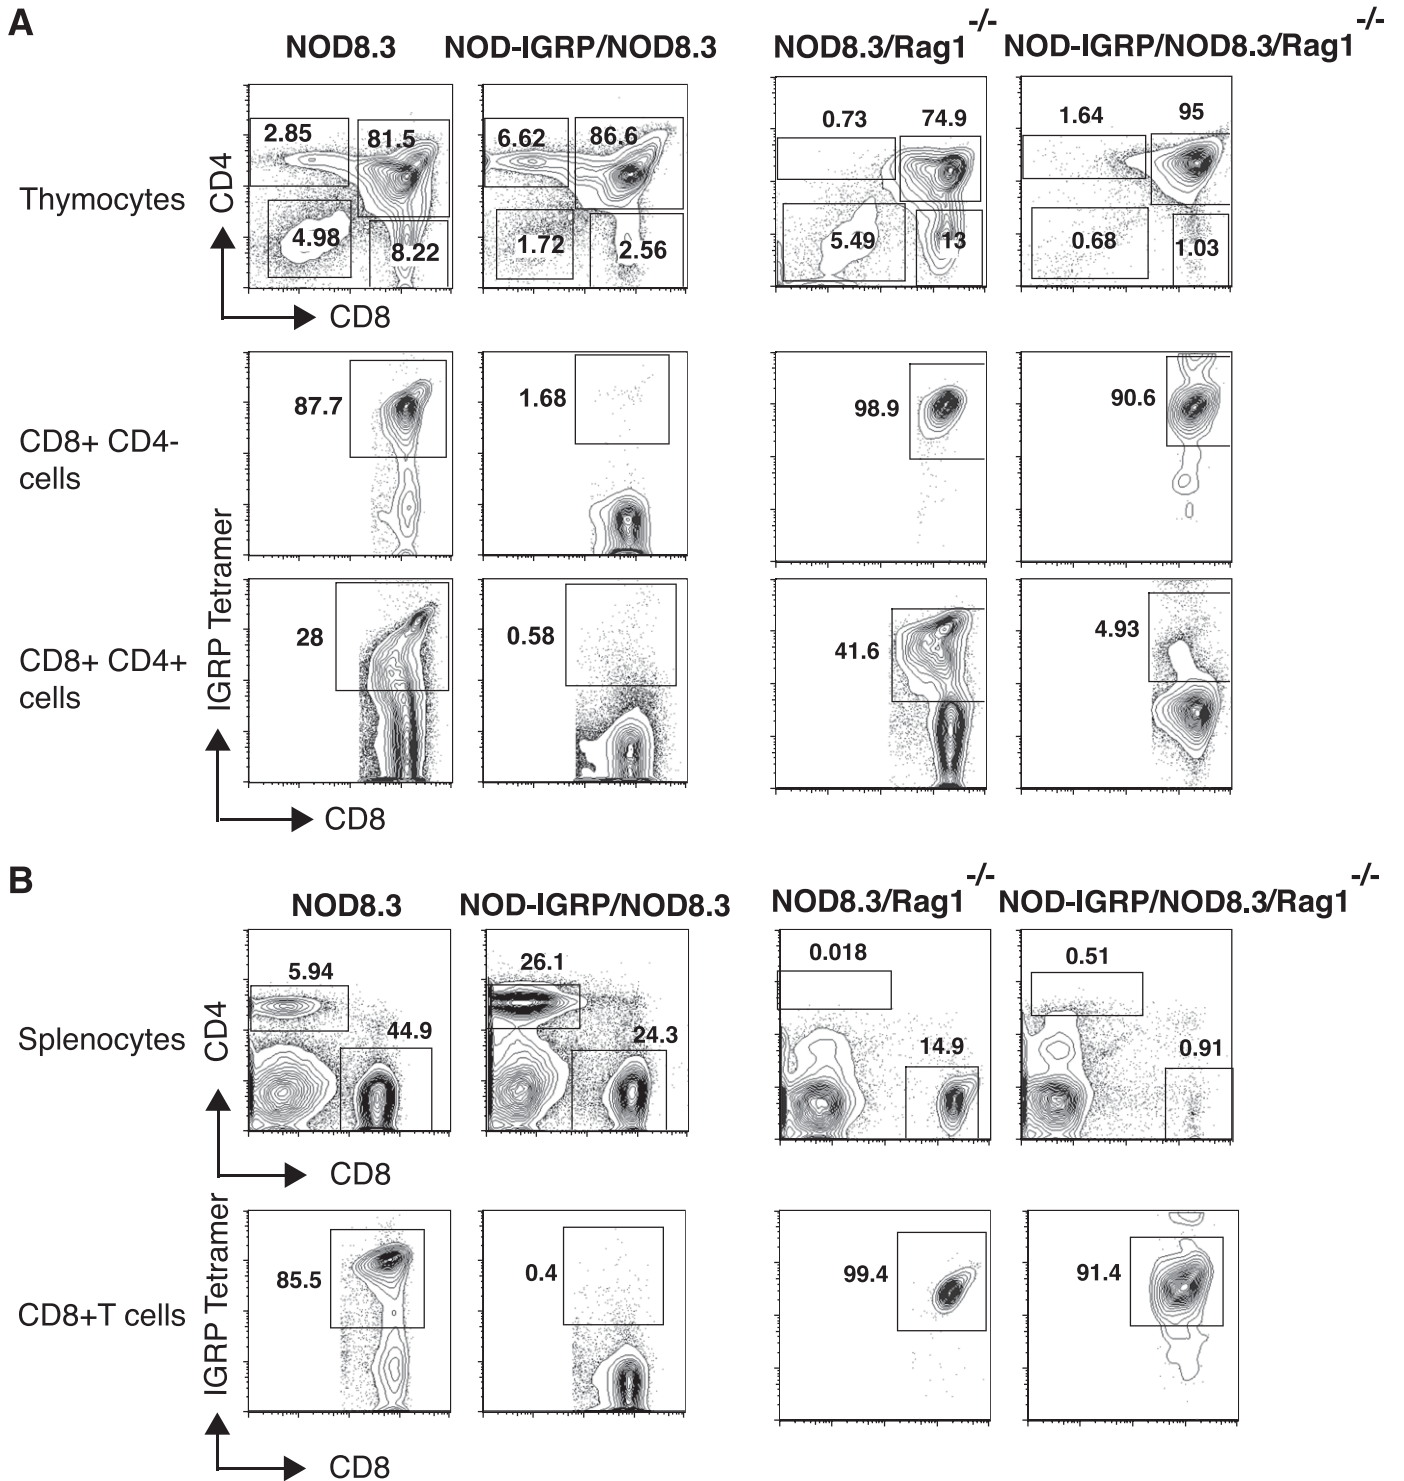 A
NOD8.3 NOD-IGRP/NOD8.3 NOD8.3/Rag1-/- NOD-IGRP/NOD8.3/Rag1-/-
Thymocytes
CD4
2.85 81.5 4.98 8.22
6.62 86.6 1.72 2.56
0.73 74.9 5.49 13
1.64 95 0.68 1.03
CD8
CD8+ CD4-
cells
87.7 1.68 98.9 90.6
IGRP Tetramer
CD8+ CD4+
cells
28 0.58 41.6 4.93
CD8
B
NOD8.3 NOD-IGRP/NOD8.3 NOD8.3/Rag1-/- NOD-IGRP/NOD8.3/Rag1-/-
Splenocytes
CD4
5.94 44.9
26.1 24.3
0.018 14.9
0.51 0.91
CD8
CD8+T cells
IGRP Tetramer
85.5 0.4 99.4 91.4
CD8